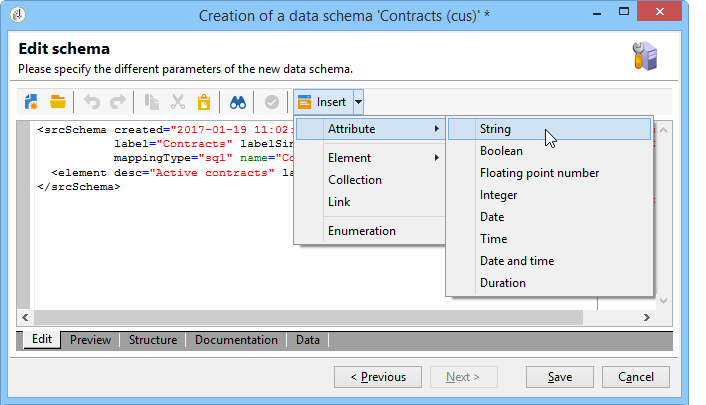 Creation of a data schema 'Contracts (cus)' *
Edit schema
Please specify the different parameters of the new data schema.
Insert
<srcSchema created="2017-01-19 11:02:
label="Contracts" labelSin
mappingType="sql" name="Co
<element desc="Active contracts" la
</srcSchema>
Attribute
Element
Collection
Link
Enumeration
String
Boolean
Floating point number
Integer
Date
Time
Date and time
Duration
Edit Preview Structure Documentation Data
< Previous Next > Save Cancel